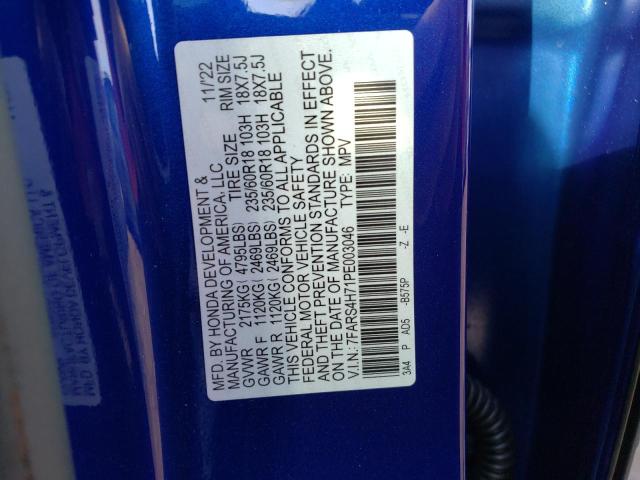 MFD. BY HONDA DEVELOPMENT & 11/22
MANUFACTURING OF AMERICA, LLC
TIRE SIZE RIM SIZE
GVWR 2175KG( 4795LBS)
GAWR F 1120KG( 2469LBS) 235/60R18 103H 18X7.5J
GAWR R 1120KG( 2469LBS) 235/60R18 103H 18X7.5J
THIS VEHICLE CONFORMS TO ALL APPLICABLE
FEDERAL MOTOR VEHICLE SAFETY
AND THEFT PREVENTION STANDARDS IN EFFECT
ON THE DATE OF MANUFACTURE SHOWN ABOVE.
V.I.N.: 7FARS4H71PE003046 TYPE: MPV
3A4 P AD5 -B575P -Z -E